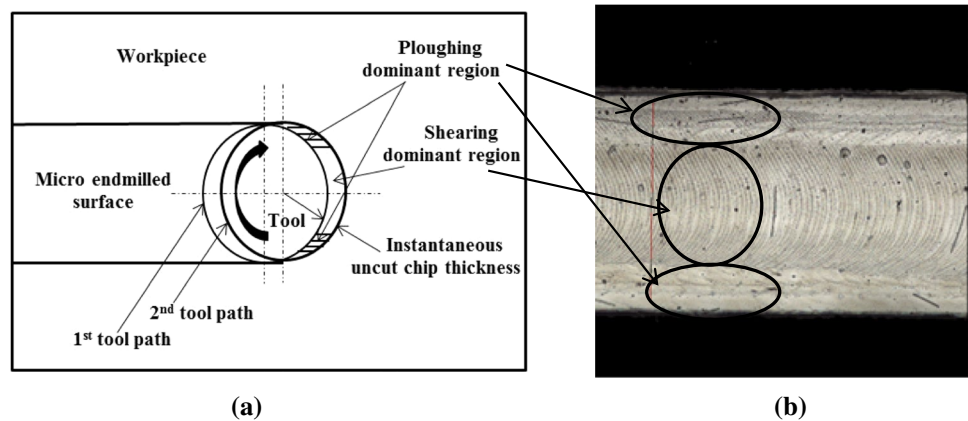 Workpiece
Ploughing
dominant region
Shearing
dominant region
Micro endmilled
surface
Tool
Instantaneous
uncut chip thickness
2nd tool path
1st tool path
(a)
(b)